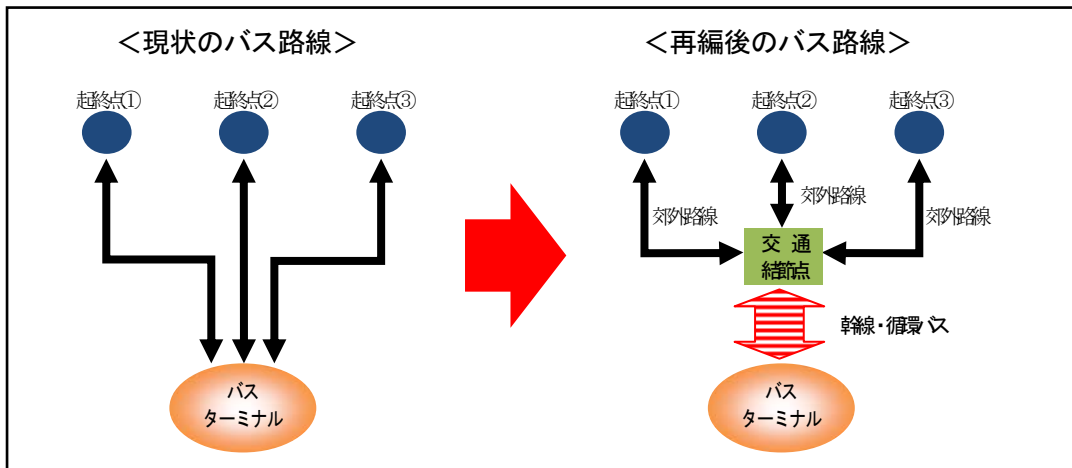 ＜現状のバス路線＞
起終点①
起終点②
起終点③
バス
ターミナル
＜再編後のバス路線＞
起終点①
起終点②
起終点③
郊外路線
郊外路線
郊外路線
交通
結節点
幹線・循環バス
バス
ターミナル